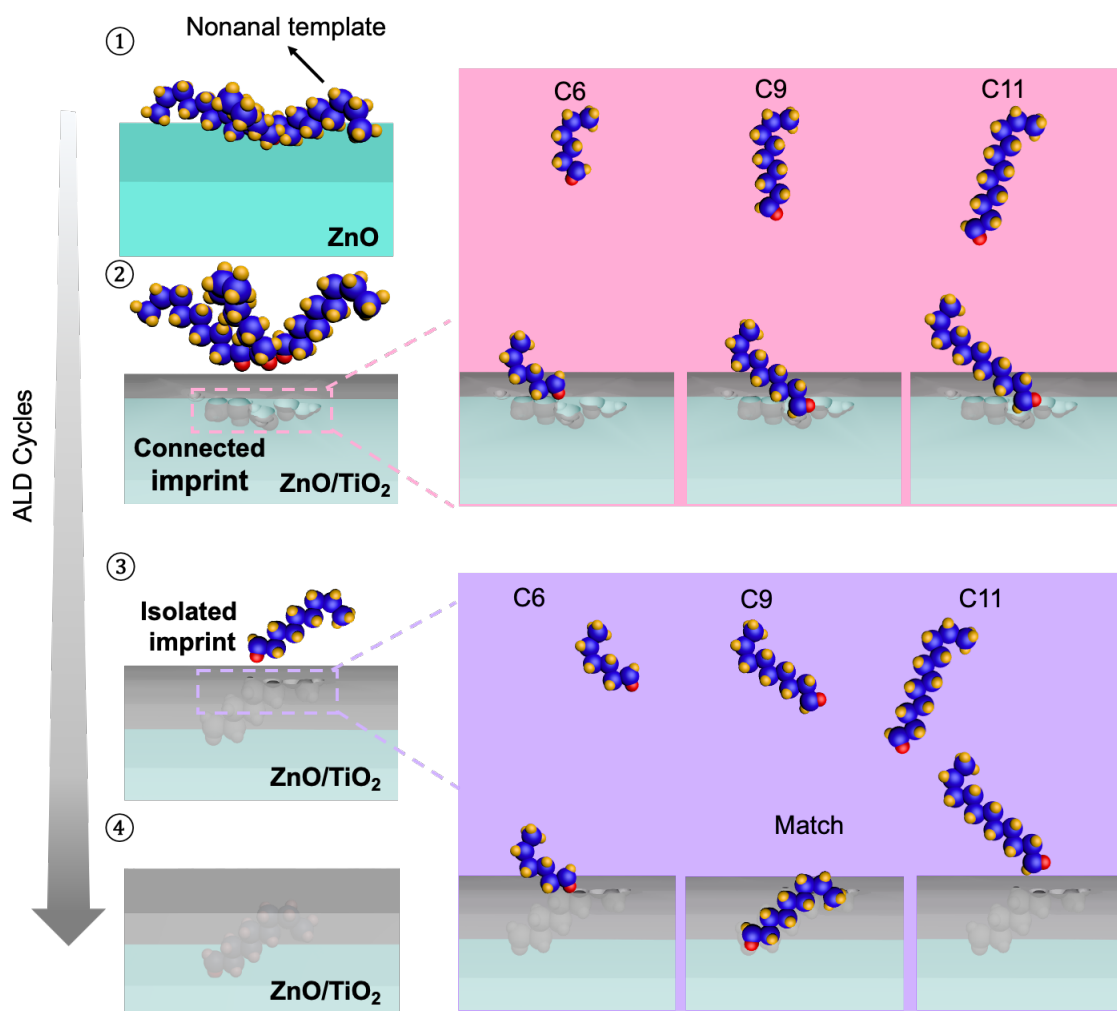 ①
Nonanal template
ZnO
②
Connected
imprint
ZnO/TiO₂
ALD Cycles
C6
C9
C11
③
Isolated
imprint
ZnO/TiO₂
④
ZnO/TiO₂
C6
C9
C11
Match